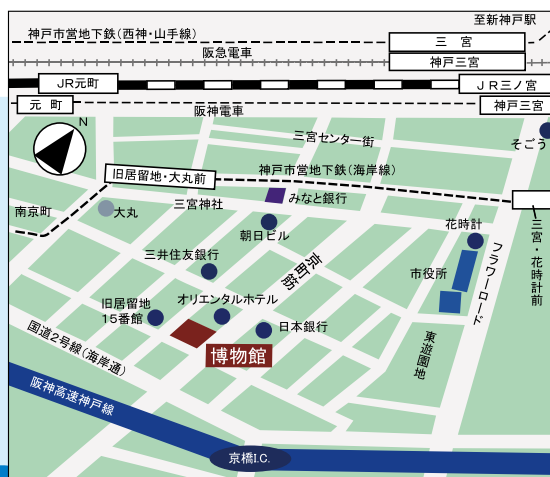 至新神戸駅
神戸市営地下鉄(西神・山手線)
三 宮
阪急電車
神戸三宮
JR元町
JR三ノ宮
元 町
阪神電車
神戸三宮
N
三宮センター街
そごう
神戸市営地下鉄(海岸線)
旧居留地・大丸前
みなと銀行
三宮神社
南京町
大丸
朝日ビル
花時計
三宮・花時計前
フラワーロード
京町筋
三井住友銀行
市役所
オリエンタルホテル
旧居留地
15番館
日本銀行
国道2号線(海岸通)
博物館
東遊園地
阪神高速神戸線
京橋I.C.